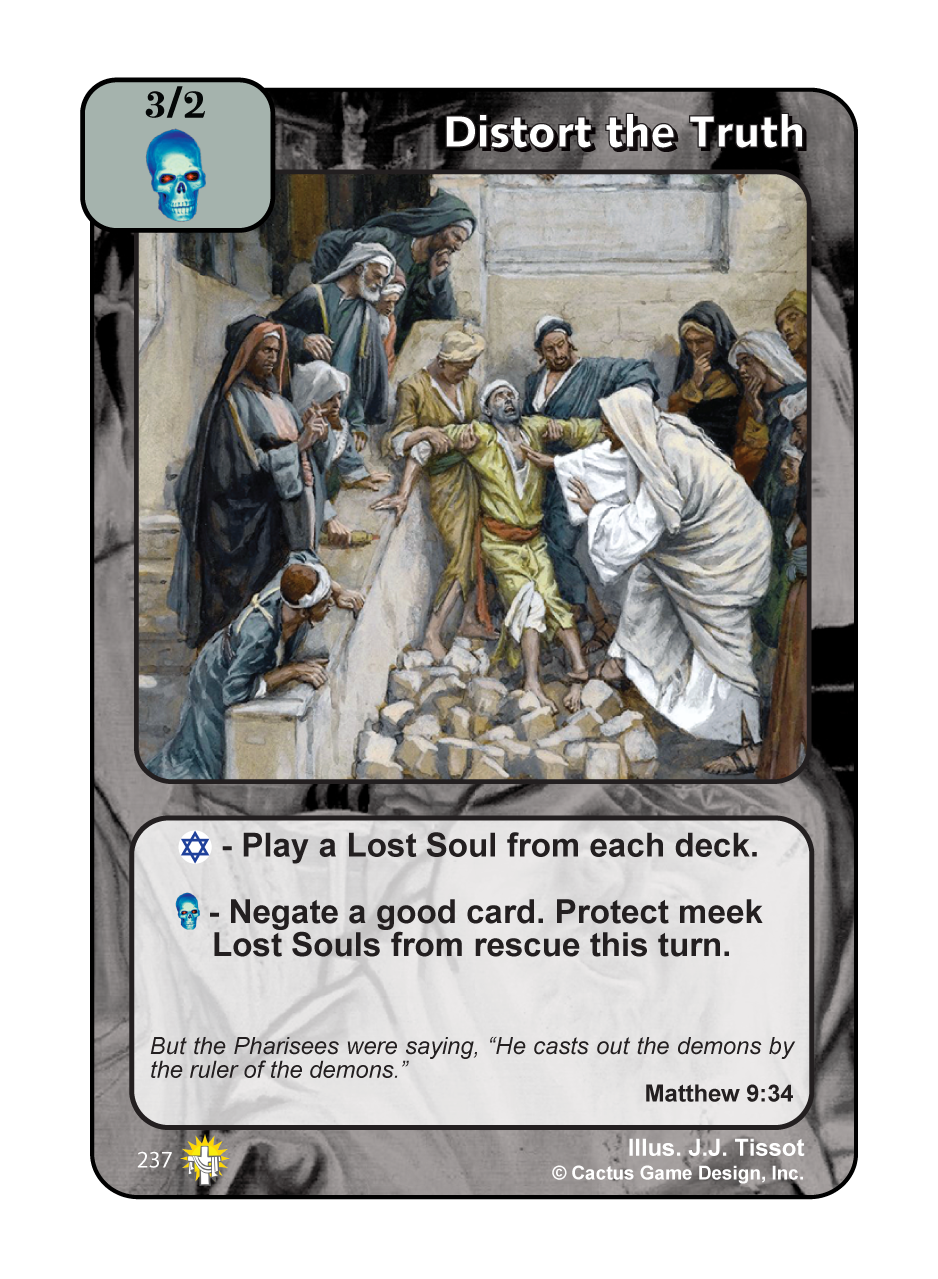 3/2
Distort the Truth
- Play a Lost Soul from each deck.
- Negate a good card. Protect meek
Lost Souls from rescue this turn.
But the Pharisees were saying, “He casts out the demons by
the ruler of the demons.”
Matthew 9:34
237
Illus. J.J. Tissot
© Cactus Game Design, Inc.